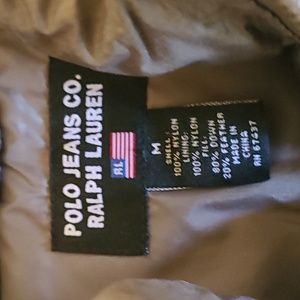 POLO JEANS CO.
RALPH LAUREN
RL
M
SHELL:
100% NYLON
LINING:
100% NYLON
FILL:
80% DOWN
20% FEATHER
MADE IN
CHINA
RN 67437